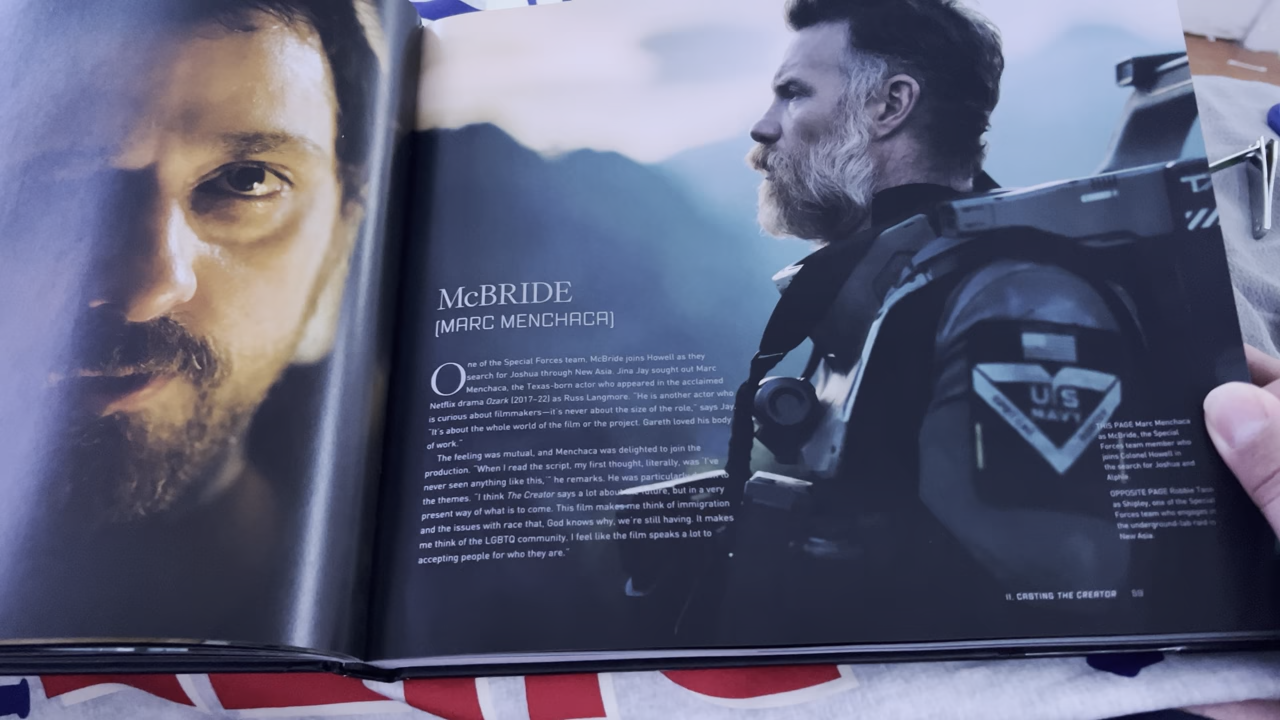 McBRIDE
[MARC MENCHACA]
One of the Special Forces team, McBride joins Howell as they
search for Joshua through New Asia. Jina Jay sought out Marc
Menchaca, the Texas-born actor who appeared in the acclaimed
Netflix drama Ozark (2017–22) as Russ Langmore. "He is another actor who
is curious about filmmakers—it's never about the size of the role," says Jay.
"It's about the whole world of the film or the project. Gareth loved his body
of work."
The feeling was mutual, and Menchaca was delighted to join the
production. "When I read the script, my first thought, literally, was 'I've
never seen anything like this,'" he remarks. He was particularly drawn to
the themes. "I think The Creator says a lot about the future, but in a very
present way of what is to come. This film makes me think of immigration
and the issues with race that, God knows why, we're still having. It makes
me think of the LGBTQ community. I feel like the film speaks a lot to
accepting people for who they are."
US
NAVY
THIS PAGE Marc Menchaca
as McBride, the Special
Forces team member who
joins Colonel Howell in
the search for Joshua and
Alphie.
OPPOSITE PAGE Robbie Tann
as Shipley, one of the Special
Forces team who engages in
the underground-lab raid in
New Asia.
II. CASTING THE CREATOR 59